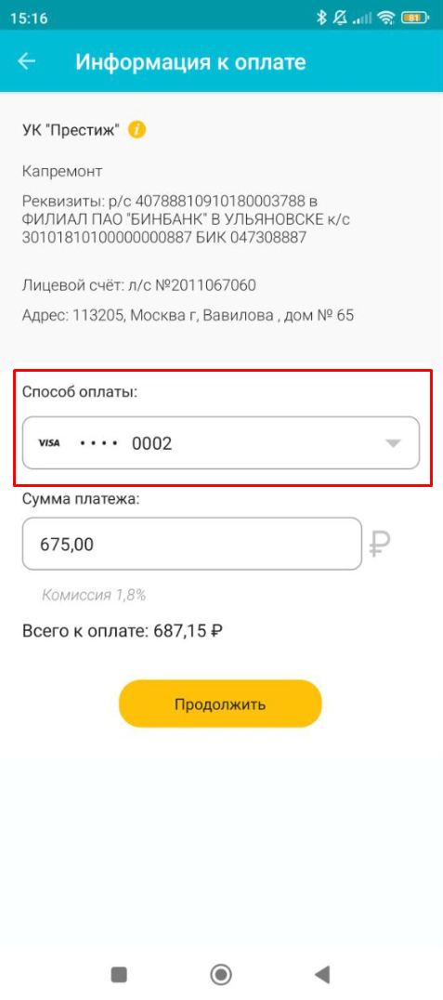 15:16
81
Информация к оплате
УК "Престиж" i
Капремонт
Реквизиты: р/с 40788810910180003788 в
ФИЛИАЛ ПАО "БИНБАНК" В УЛЬЯНОВСКЕ к/с
30101810100000000887 БИК 047308887
Лицевой счёт: л/с №2011067060
Адрес: 113205, Москва г, Вавилова , дом № 65
Способ оплаты:
VISA •••• 0002
Сумма платежа:
675,00 ₽
Комиссия 1,8%
Всего к оплате: 687,15 ₽
Продолжить